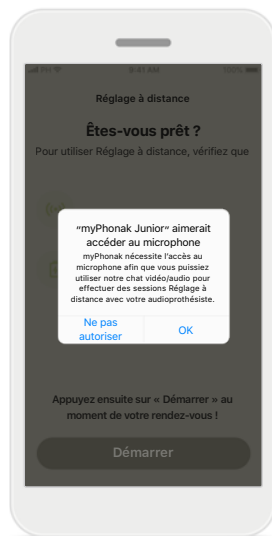 9:41 AM
100%
Réglage à distance
Êtes-vous prêt ?
Pour utiliser Réglage à distance, vérifiez que
“myPhonak Junior” aimerait
accéder au microphone
myPhonak nécessite l’accès au
microphone afin que vous puissiez
utiliser notre chat vidéo/audio pour
effectuer des sessions Réglage à
distance avec votre audioprothésiste.
Ne pas
autoriser
OK
Appuyez ensuite sur « Démarrer » au
moment de votre rendez-vous !
Démarrer